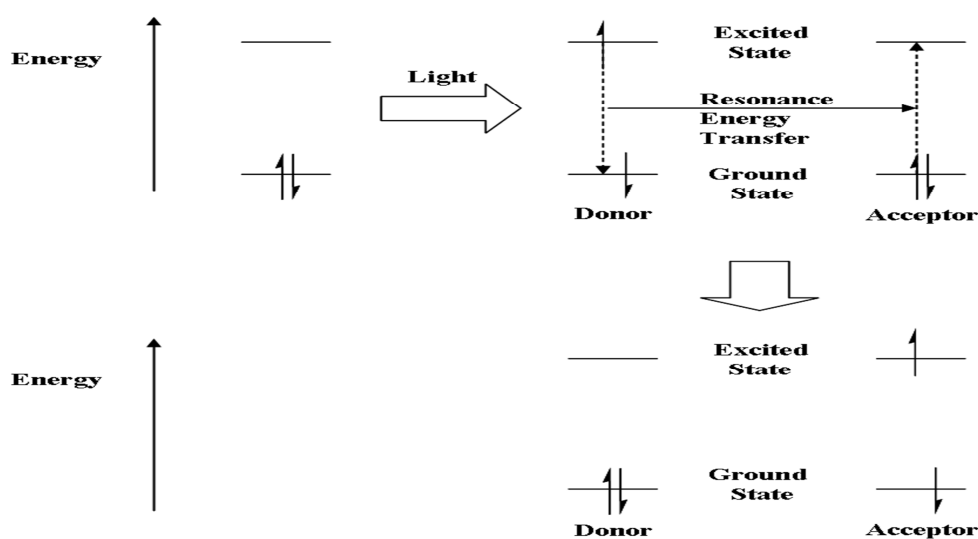 Energy
Light
Excited
State
Resonance
Energy
Transfer
Ground
State
Donor
Acceptor
Energy
Excited
State
Ground
State
Donor
Acceptor